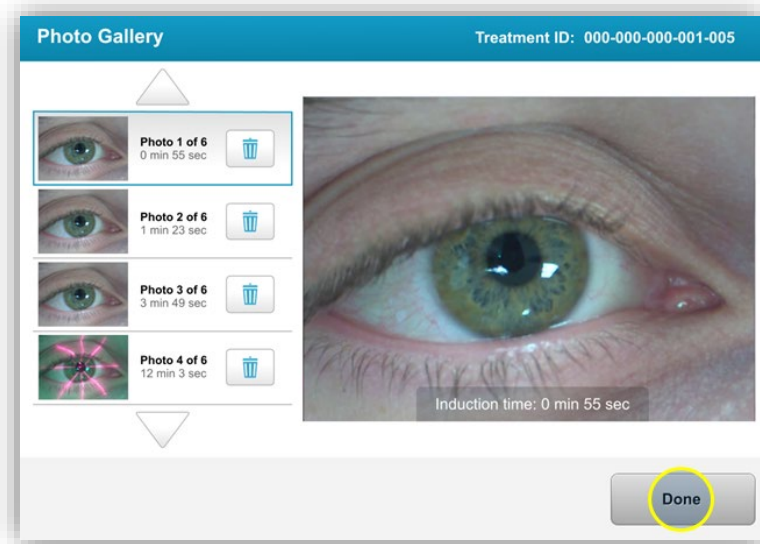 Photo Gallery
Treatment ID: 000-000-000-001-005
Photo 1 of 6
0 min 55 sec
Photo 2 of 6
1 min 23 sec
Photo 3 of 6
3 min 49 sec
Photo 4 of 6
12 min 3 sec
Induction time: 0 min 55 sec
Done